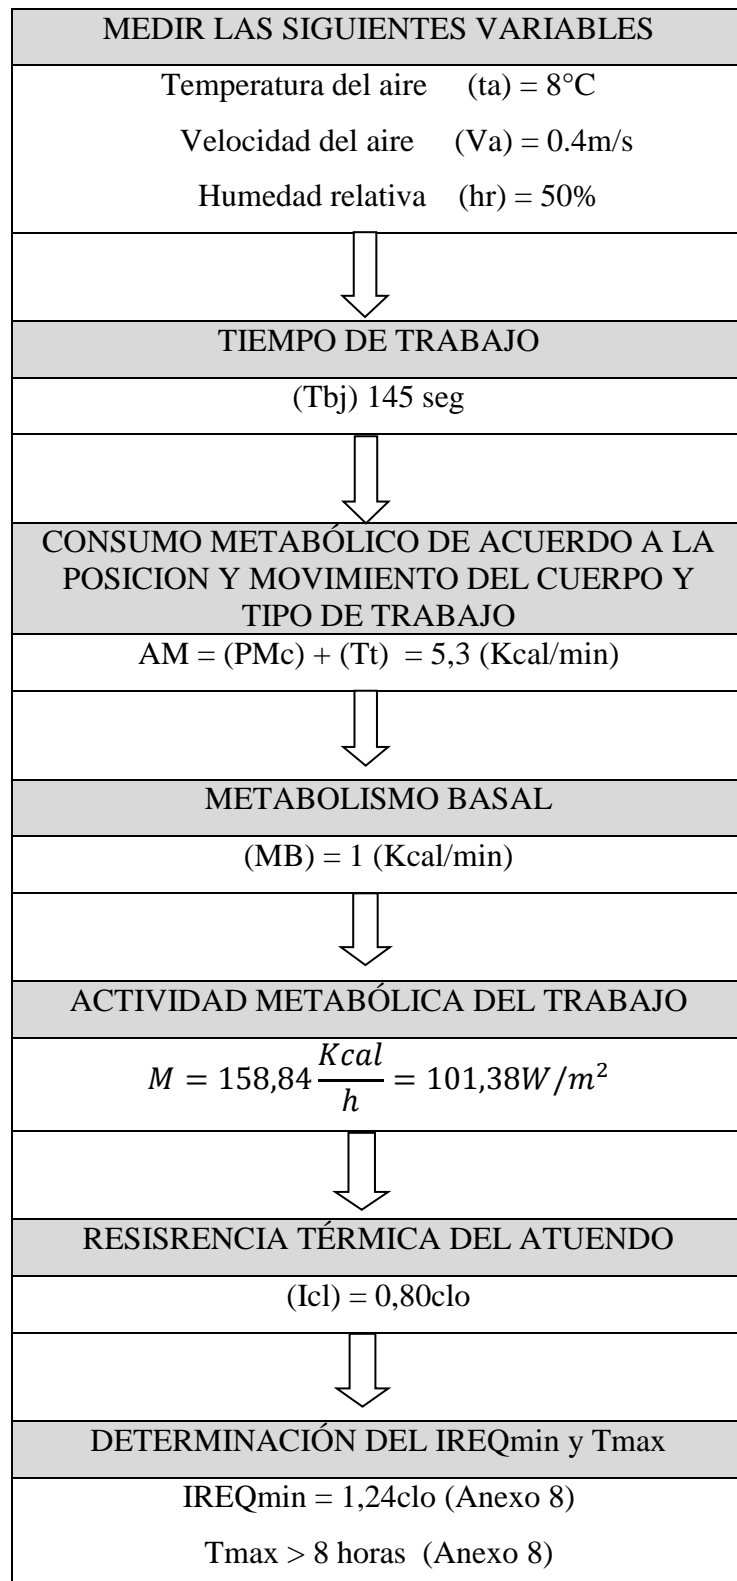 MEDIR LAS SIGUIENTES VARIABLES
Temperatura del aire (ta) = 8°C
Velocidad del aire (Va) = 0.4m/s
Humedad relativa (hr) = 50%
TIEMPO DE TRABAJO
(Tbj) 145 seg
CONSUMO METABÓLICO DE ACUERDO A LA
POSICION Y MOVIMIENTO DEL CUERPO Y
TIPO DE TRABAJO
AM = (PMc) + (Tt) = 5,3 (Kcal/min)
METABOLISMO BASAL
(MB) = 1 (Kcal/min)
ACTIVIDAD METABÓLICA DEL TRABAJO
M = 158,84 Kcal/h = 101,38W/m²
RESISRENCIA TÉRMICA DEL ATUENDO
(Icl) = 0,80clo
DETERMINACIÓN DEL IREQmin y Tmax
IREQmin = 1,24clo (Anexo 8)
Tmax > 8 horas (Anexo 8)